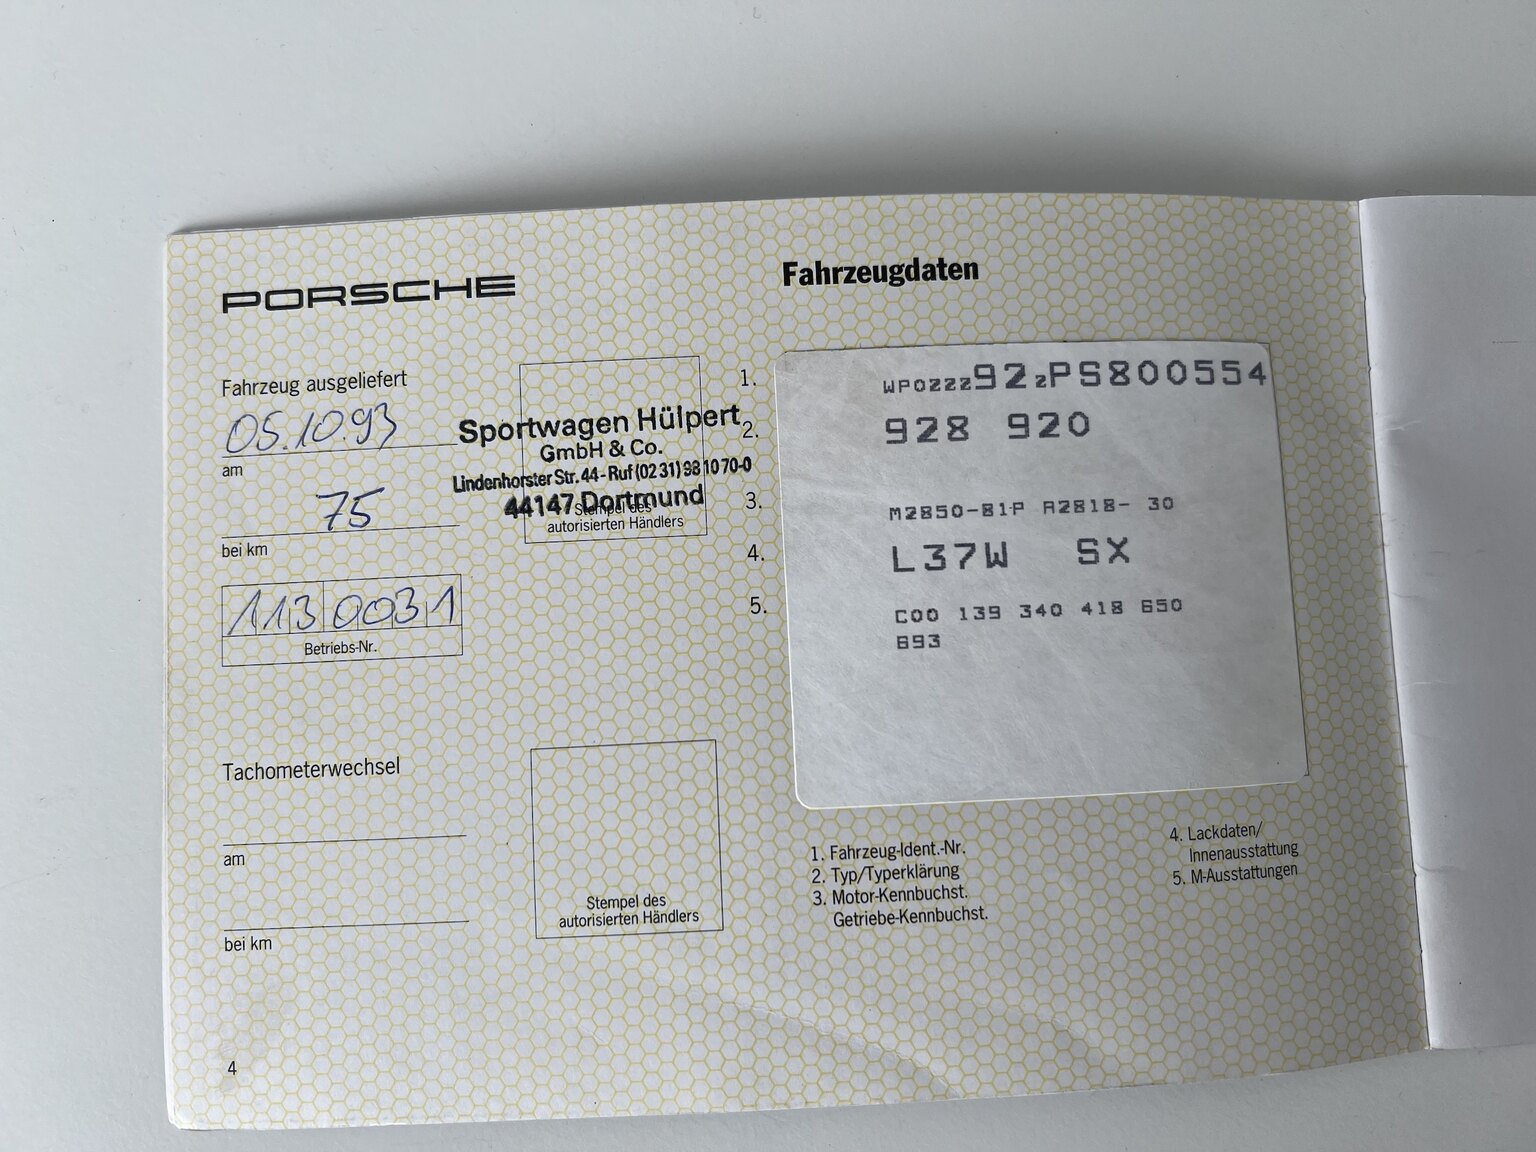 PORSCHE
Fahrzeug ausgeliefert
05.10.93
am
75
bei km
1130031
Betriebs-Nr.
Sportwagen Hülpert
GmbH & Co.
Lindenhorster Str. 44 - Ruf (02 31) 98 10 70-0
44147 Dortmund
Stempel des
autorisierten Händlers
Tachometerwechsel
am
bei km
Stempel des
autorisierten Händlers
4
Fahrzeugdaten
1. WP0ZZZ92ZPS800554
2. 928 920
3. M2850-81P A2818- 30
4. L37W SX
5. C00 139 340 418 650
693
1. Fahrzeug-Ident.-Nr.
2. Typ/Typerklärung
3. Motor-Kennbuchst.
Getriebe-Kennbuchst.
4. Lackdaten/
Innenausstattung
5. M-Ausstattungen